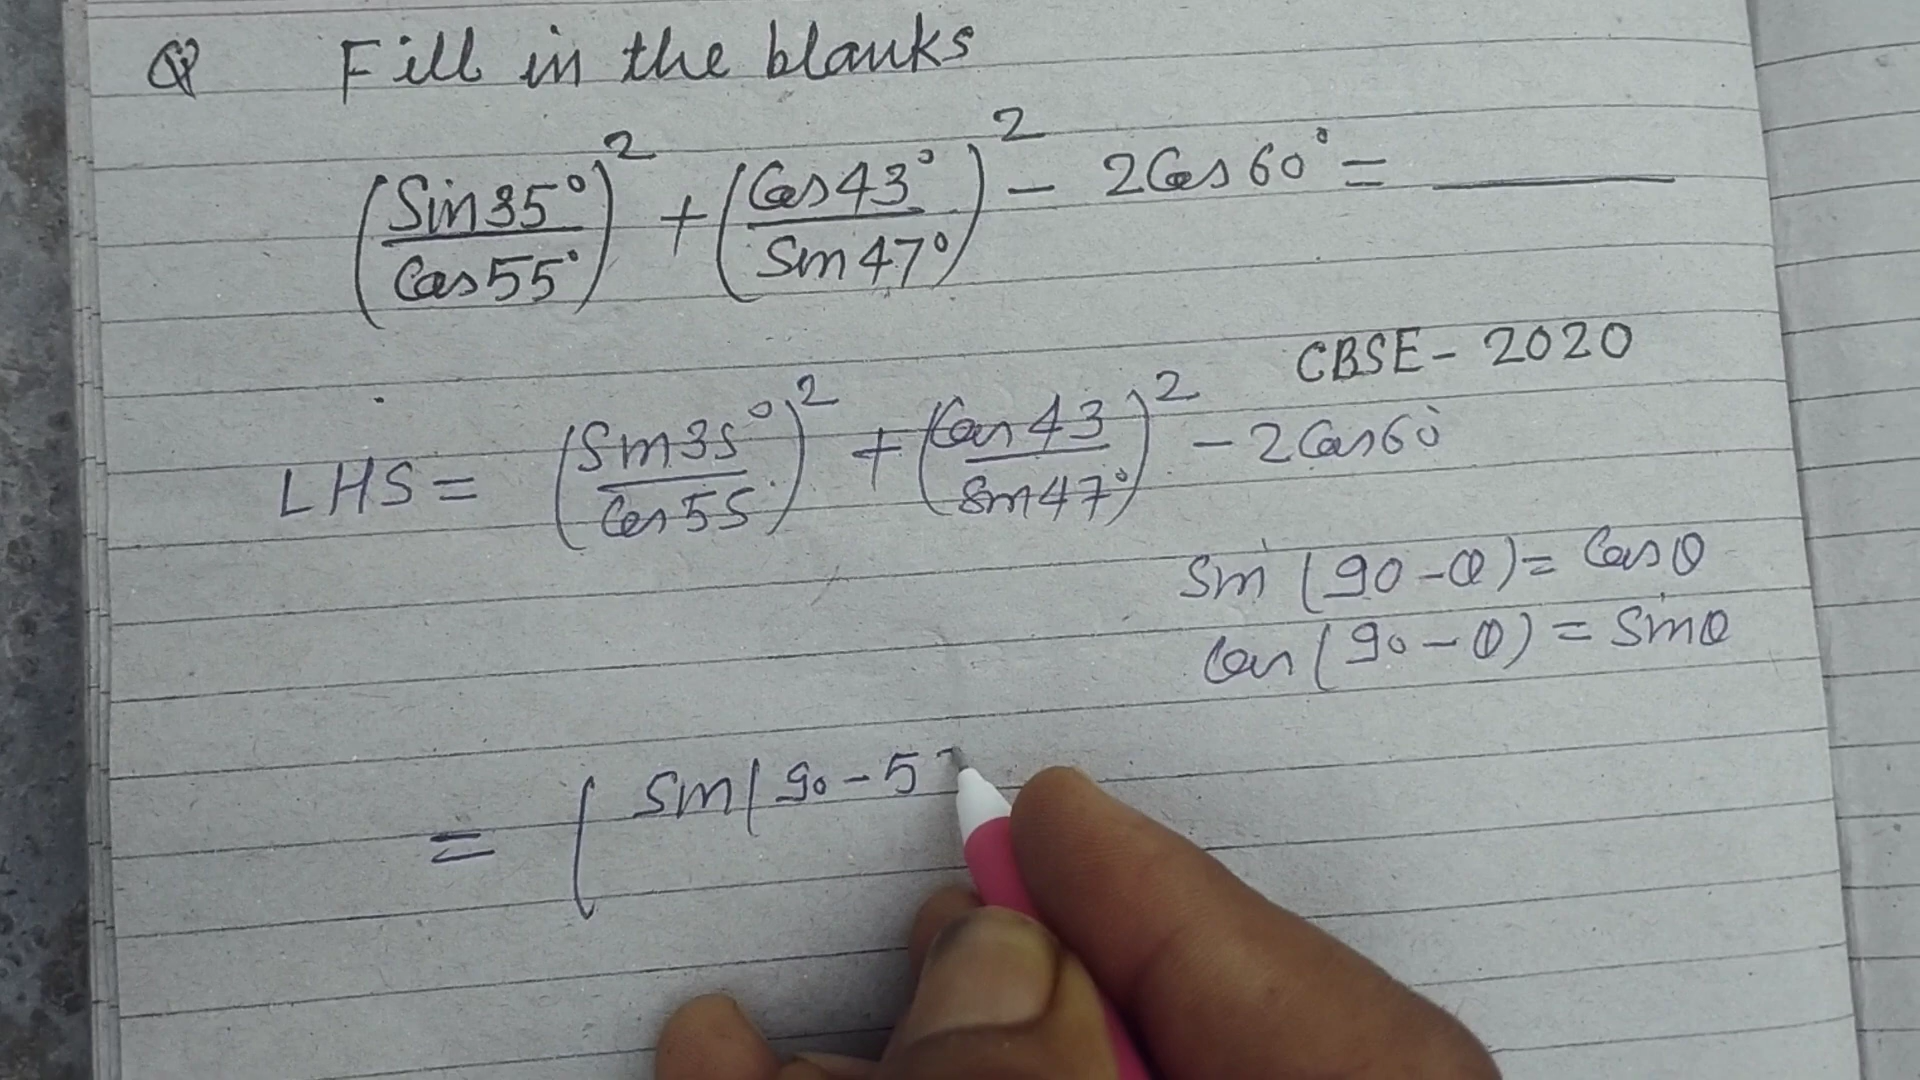 Q Fill in the blanks
(Sin35°/Cos55°)² + (Cos43°/Sin47°)² - 2Cos60° = ______
CBSE - 2020
LHS = (Sin35°/Cos55)² + (Cos43/Sin47°)² - 2Cos60°
Sin (90-θ) = Cosθ
Cos (90-θ) = Sinθ
= ( Sin(90-5